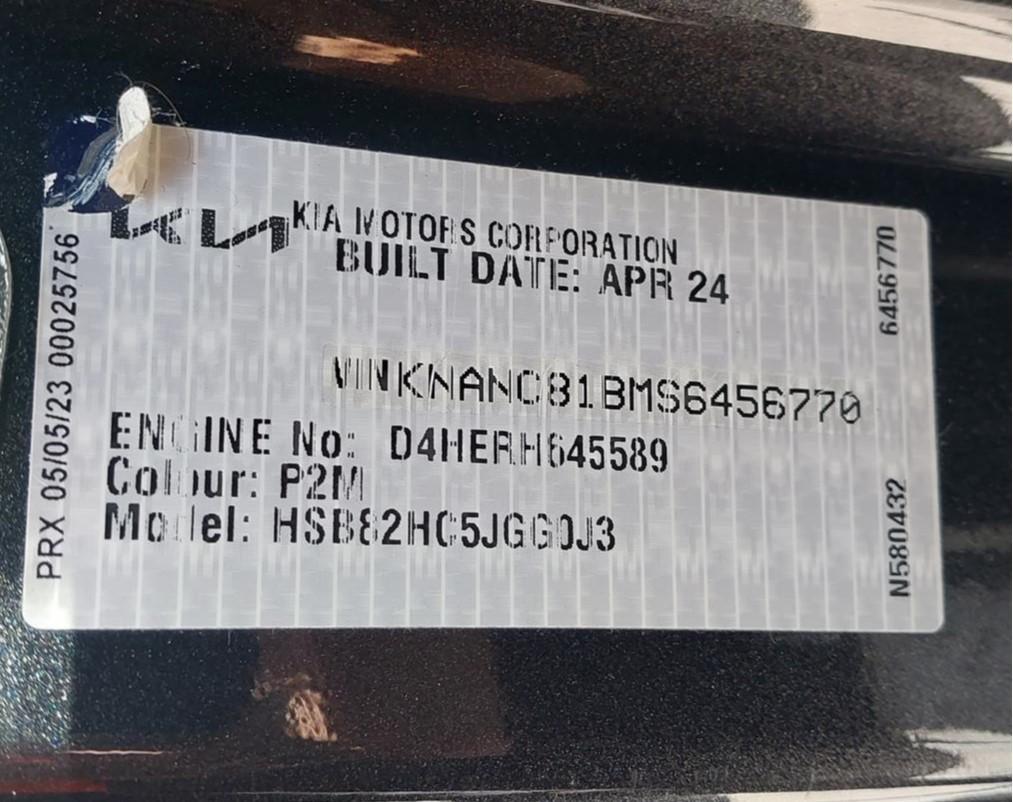 KIA KIA MOTORS CORPORATION
BUILT DATE: APR 24
VIN KNANC81BMS6456770
ENGINE No: D4HERH645589
Colour: P2M
Model: HSB82HC5JGG0J3
PRX 05/05/23 00025756
6456770
N580432